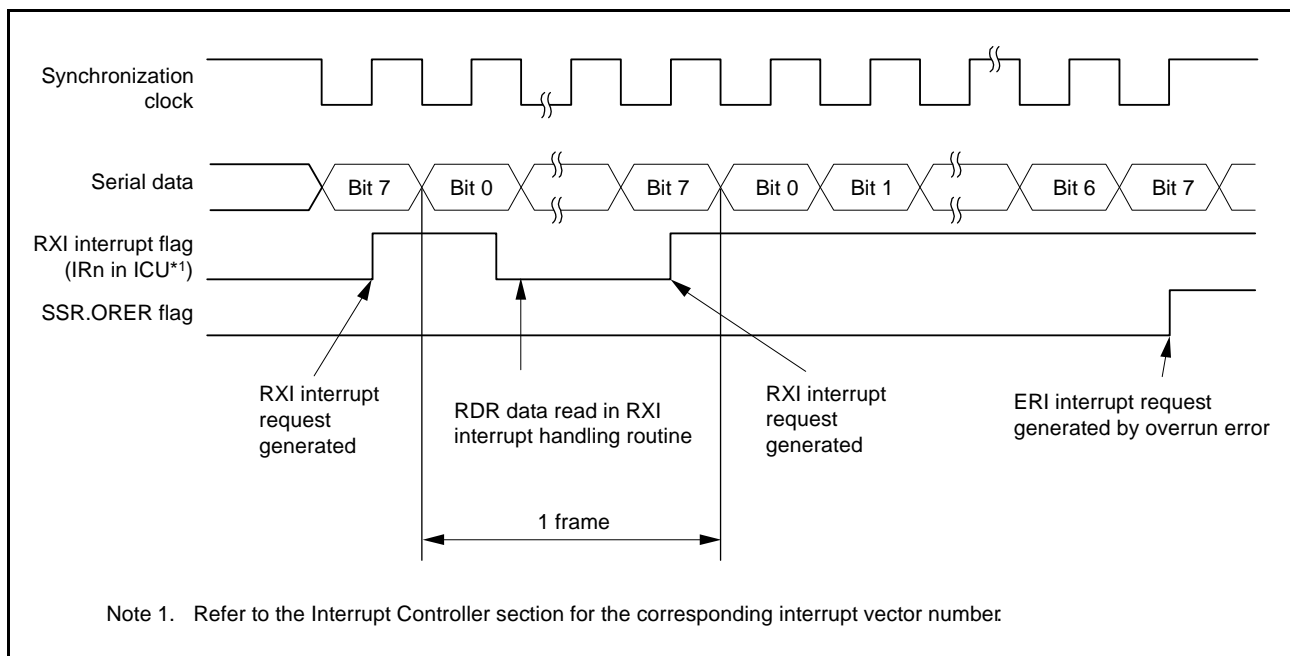 Synchronization
clock
Serial data
Bit 7
Bit 0
Bit 7
Bit 0
Bit 1
Bit 6
Bit 7
RXI interrupt flag
(IRn in ICU*1)
SSR.ORER flag
RXI interrupt
request
generated
RDR data read in RXI
interrupt handling routine
RXI interrupt
request
generated
ERI interrupt request
generated by overrun error
1 frame
Note 1. Refer to the Interrupt Controller section for the corresponding interrupt vector number.